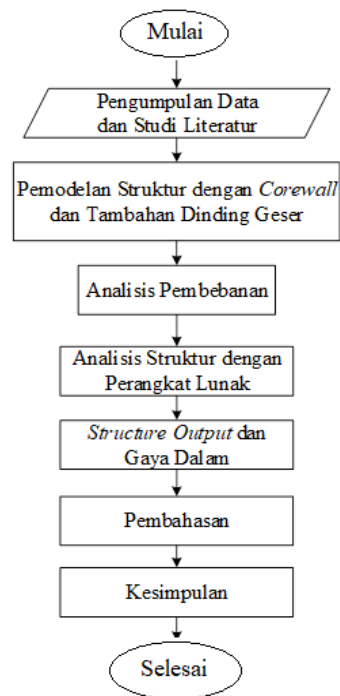 Mulai
Pengumpulan Data
dan Studi Literatur
Pemodelan Struktur dengan Corewall
dan Tambahan Dinding Geser
Analisis Pembebanan
Analisis Struktur dengan
Perangkat Lunak
Structure Output dan
Gaya Dalam
Pembahasan
Kesimpulan
Selesai